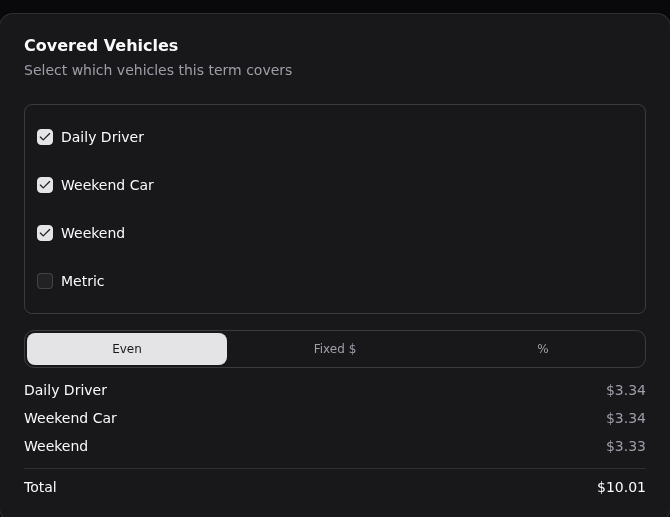 Covered Vehicles
Select which vehicles this term covers
Daily Driver
Weekend Car
Weekend
Metric
Even Fixed $ %
Daily Driver $3.34
Weekend Car $3.34
Weekend $3.33
Total $10.01